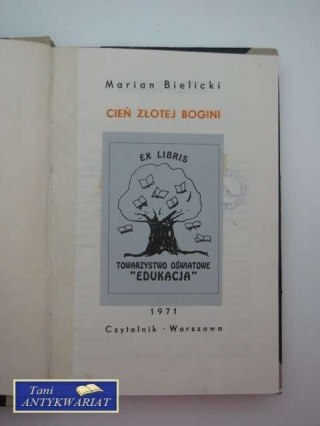 Marian Bielicki
CIEŃ ZŁOTEJ BOGINI
EX LIBRIS
TOWARZYSTWO OŚWIATOWE
"EDUKACJA"
1971
Czytelnik · Warszawa
Tani
ANTYKWARIAT